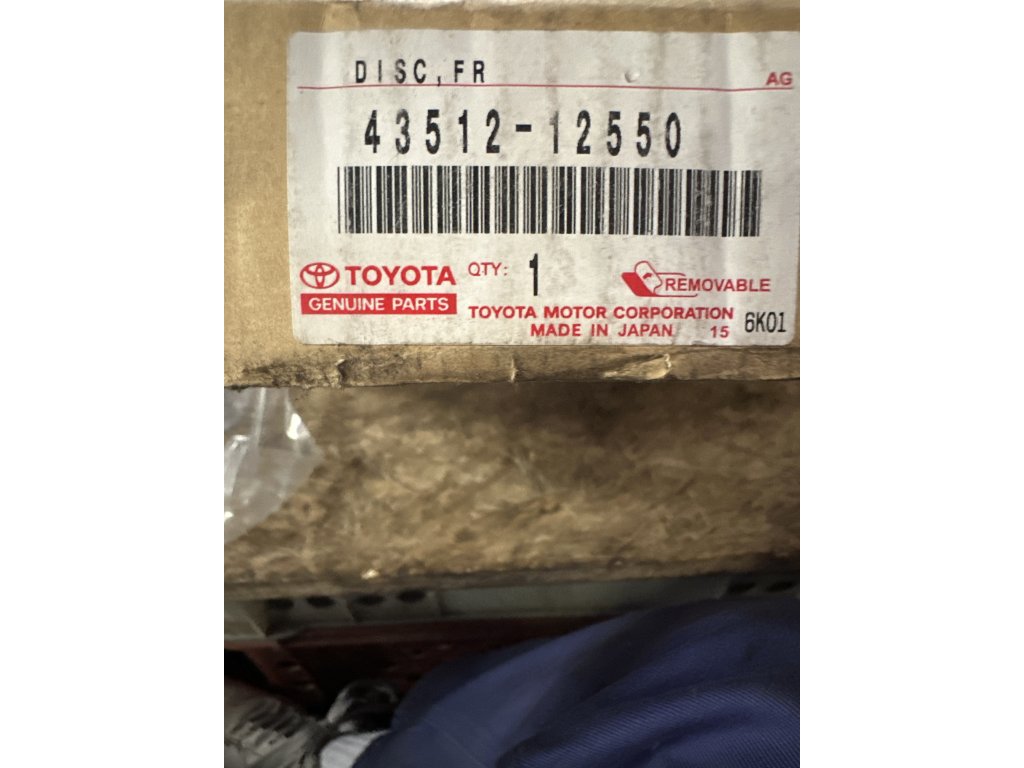 DISC, FR
AG
43512-12550
TOYOTA
GENUINE PARTS
QTY: 1
REMOVABLE
TOYOTA MOTOR CORPORATION
MADE IN JAPAN 15 6K01